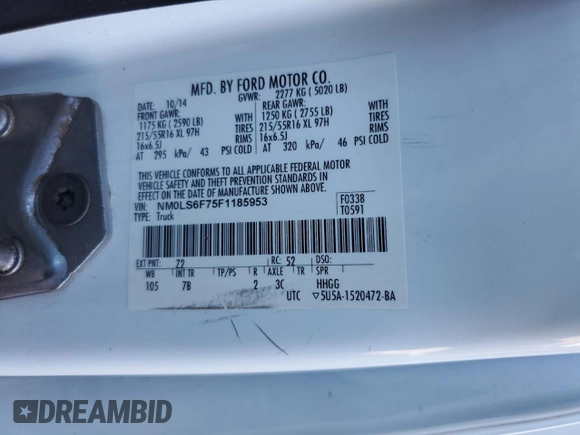 MFD. BY FORD MOTOR CO.
DATE: 10/14 GVWR: 2277 KG ( 5020 LB)
FRONT GAWR: REAR GAWR:
1175 KG ( 2590 LB) WITH 1250 KG ( 2755 LB) WITH
215/55R16 XL 97H TIRES 215/55R16 XL 97H TIRES
16x6.5J RIMS 16x6.5J RIMS
AT 295 kPa/ 43 PSI COLD AT 320 kPa/ 46 PSI COLD
THIS VEHICLE CONFORMS TO ALL APPLICABLE FEDERAL MOTOR
VEHICLE SAFETY AND THEFT PREVENTION STANDARDS IN
EFFECT ON THE DATE OF MANUFACTURE SHOWN ABOVE.
VIN: NM0LS6F75F1185953 F0338
TYPE: Truck T0591
EXT PNT: Z2 RC: 52 DSO:
WB INT TR TP/PS R AXLE TR SPR
105 7B 2 3C HHGG
UTC ▽5U5A-1520472-BA
DREAMBID